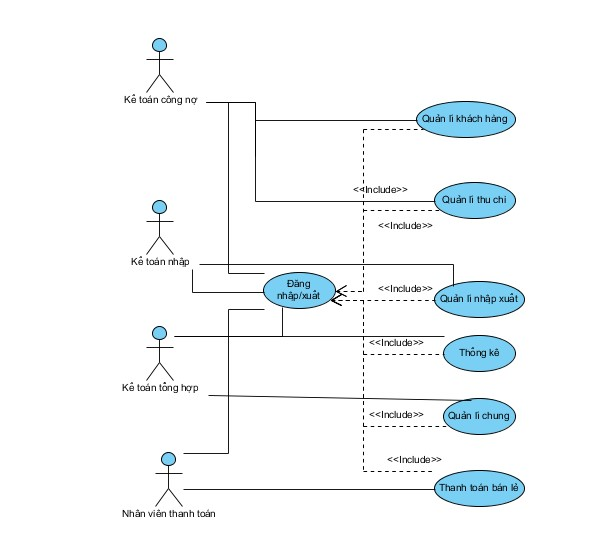 Kế toán công nợ
Quản lí khách hàng
<<Include>>
Quản lí thu chi
<<Include>>
Kế toán nhập
Đăng
nhập/xuất
<<Include>>
Quản lí nhập xuất
<<Include>>
Thống kê
Kế toán tổng hợp
<<Include>>
Quản lí chung
<<Include>>
Thanh toán bán lẻ
Nhân viên thanh toán